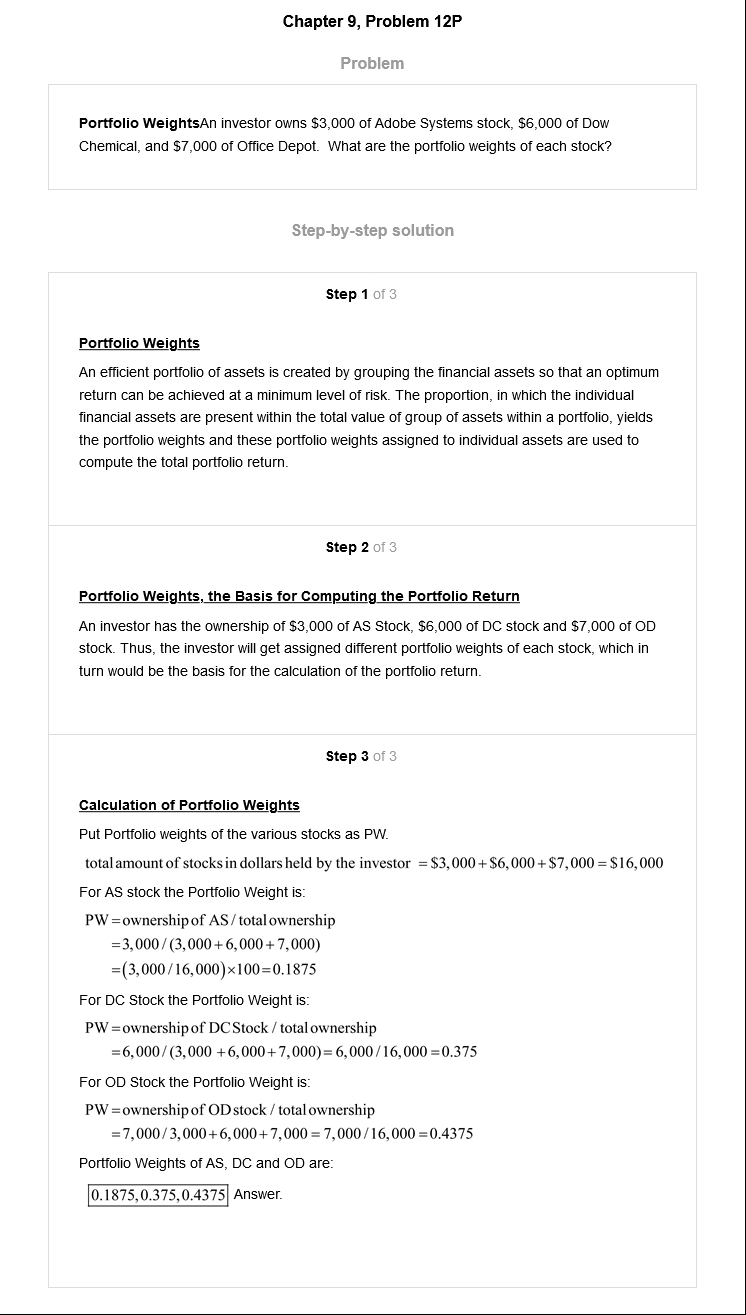 Chapter 9, Problem 12P
Problem
Portfolio WeightsAn investor owns $3,000 of Adobe Systems stock, $6,000 of Dow
Chemical, and $7,000 of Office Depot.  What are the portfolio weights of each stock?
Step-by-step solution
Step 1 of 3
Portfolio Weights
An efficient portfolio of assets is created by grouping the financial assets so that an optimum
return can be achieved at a minimum level of risk. The proportion, in which the individual
financial assets are present within the total value of group of assets within a portfolio, yields
the portfolio weights and these portfolio weights assigned to individual assets are used to
compute the total portfolio return.
Step 2 of 3
Portfolio Weights, the Basis for Computing the Portfolio Return
An investor has the ownership of $3,000 of AS Stock, $6,000 of DC stock and $7,000 of OD
stock. Thus, the investor will get assigned different portfolio weights of each stock, which in
turn would be the basis for the calculation of the portfolio return.
Step 3 of 3
Calculation of Portfolio Weights
Put Portfolio weights of the various stocks as PW.
total amount of stocks in dollars held by the investor = $3,000 + $6,000 + $7,000 = $16,000
For AS stock the Portfolio Weight is:
PW = ownership of AS / total ownership
= 3,000 / (3,000 + 6,000 + 7,000)
= (3,000 / 16,000) × 100 = 0.1875
For DC Stock the Portfolio Weight is:
PW = ownership of DC Stock / total ownership
= 6,000 / (3,000 + 6,000 + 7,000) = 6,000 / 16,000 = 0.375
For OD Stock the Portfolio Weight is:
PW = ownership of OD stock / total ownership
= 7,000 / 3,000 + 6,000 + 7,000 = 7,000 / 16,000 = 0.4375
Portfolio Weights of AS, DC and OD are:
0.1875, 0.375, 0.4375 Answer.